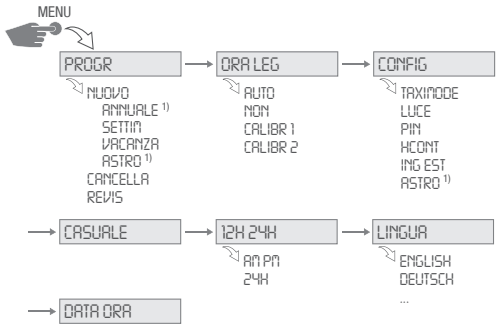 MENU
PROGR
NUOVO
ANNUALE 1)
SETTIM
VACANZA
ASTRO 1)
CANCELLA
REVIS
ORA LEG
AUTO
NON
CALIBR 1
CALIBR 2
CONFIG
TAXIMODE
LUCE
PIN
HCONT
ING EST
ASTRO 1)
CASUALE
12H 24H
AM PM
24H
LINGUA
ENGLISH
DEUTSCH
...
DATA ORA